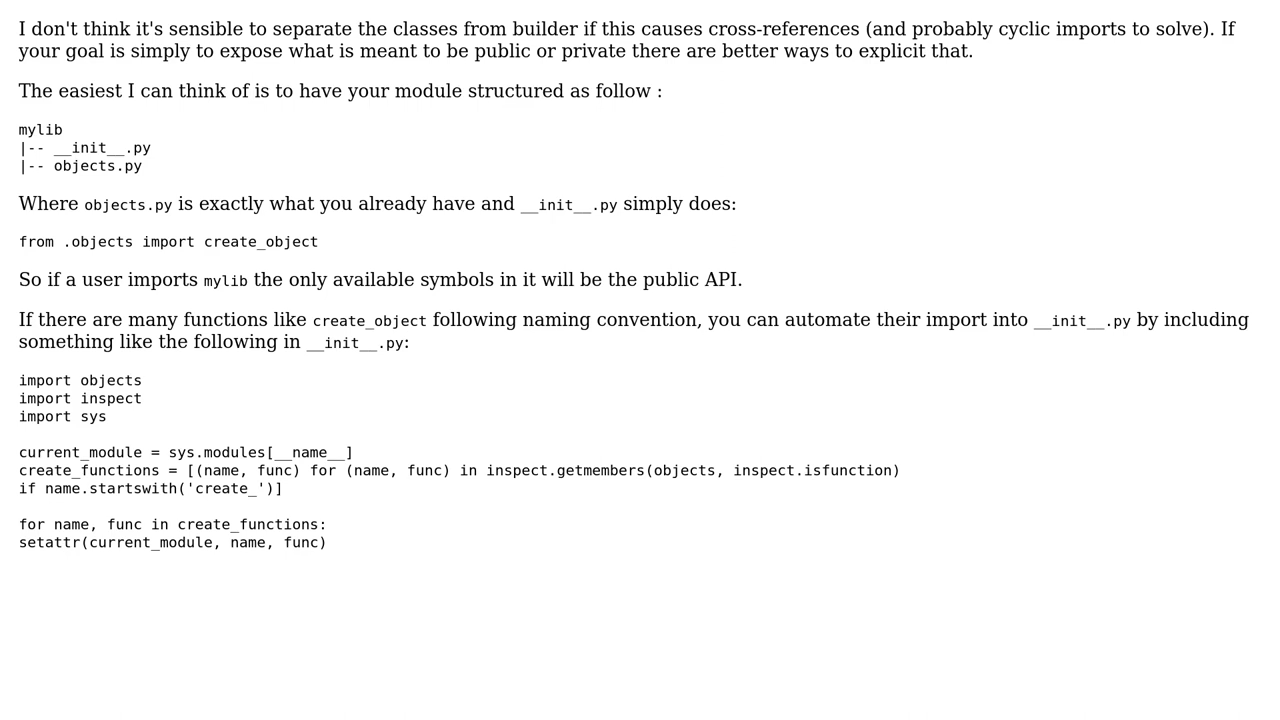 I don't think it's sensible to separate the classes from builder if this causes cross-references (and probably cyclic imports to solve). If
your goal is simply to expose what is meant to be public or private there are better ways to explicit that.
The easiest I can think of is to have your module structured as follow :
mylib
|-- __init__.py
|-- objects.py
Where objects.py is exactly what you already have and __init__.py simply does:
from .objects import create_object
So if a user imports mylib the only available symbols in it will be the public API.
If there are many functions like create_object following naming convention, you can automate their import into __init__.py by including
something like the following in __init__.py:
import objects
import inspect
import sys
current_module = sys.modules[__name__]
create_functions = [(name, func) for (name, func) in inspect.getmembers(objects, inspect.isfunction)
if name.startswith('create_')]
for name, func in create_functions:
setattr(current_module, name, func)